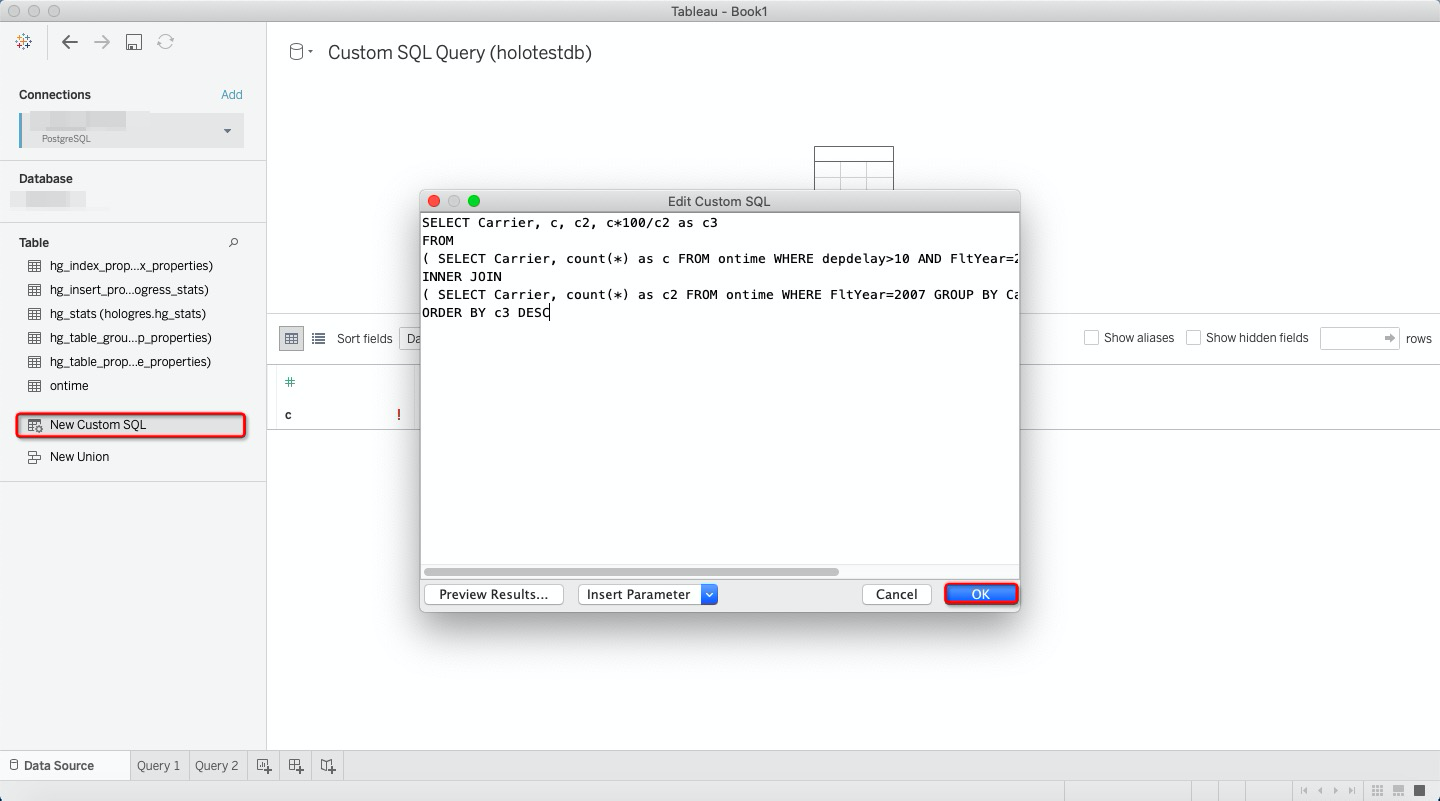 Tableau - Book1
Custom SQL Query (holotestdb)
Connections
Add
PostgreSQL
Database
Table
hg_index_prop...x_properties)
hg_insert_pro...ogress_stats)
hg_stats (hologres.hg_stats)
hg_table_grou...p_properties)
hg_table_prop...e_properties)
ontime
New Custom SQL
New Union
Edit Custom SQL
SELECT Carrier, c, c2, c*100/c2 as c3
FROM
( SELECT Carrier, count(*) as c FROM ontime WHERE depdelay>10 AND FltYear=2
INNER JOIN
( SELECT Carrier, count(*) as c2 FROM ontime WHERE FltYear=2007 GROUP BY Ca
ORDER BY c3 DESC
Preview Results...
Insert Parameter
Cancel
OK
Sort fields
Da
Show aliases
Show hidden fields
rows
#
c !
Data Source
Query 1
Query 2